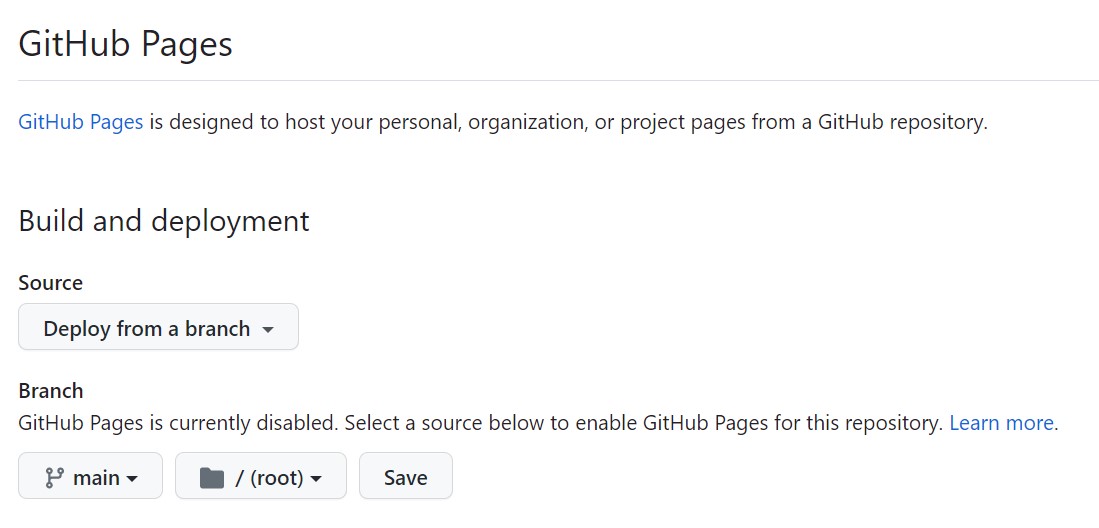 GitHub Pages
GitHub Pages is designed to host your personal, organization, or project pages from a GitHub repository.
Build and deployment
Source
Deploy from a branch
Branch
GitHub Pages is currently disabled. Select a source below to enable GitHub Pages for this repository. Learn more.
main / (root) Save